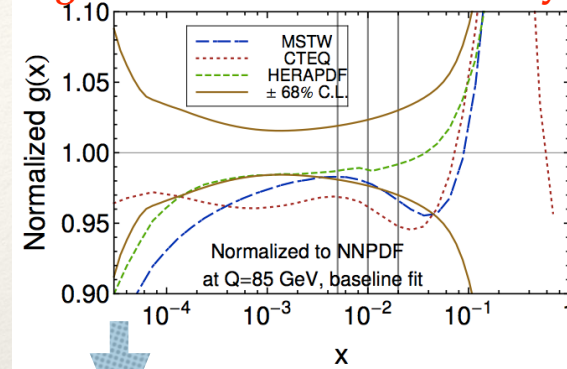 1.10
MSTW
CTEQ
HERAPDF
± 68% C.L.
1.05
1.00
0.95
0.90
Normalized g(x)
Normalized to NNPDF
at Q=85 GeV, baseline fit
10⁻⁴ 10⁻³ 10⁻² 10⁻¹
x